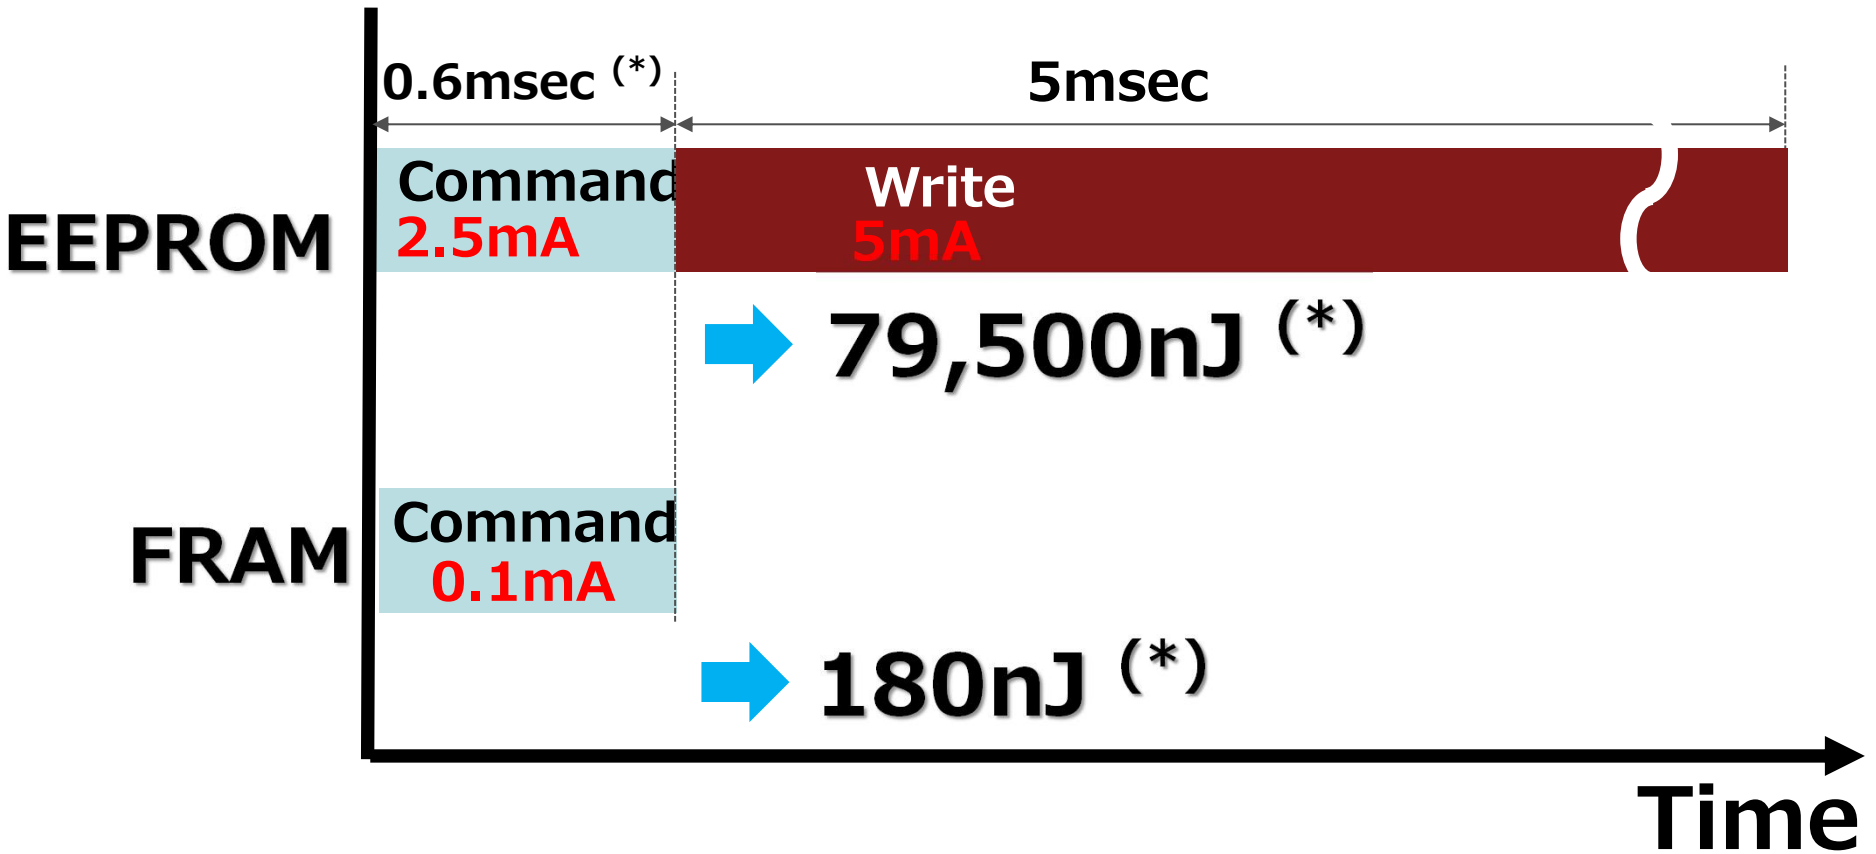 0.6msec (*)
5msec
EEPROM
Command
2.5mA
Write
5mA
79,500nJ (*)
FRAM
Command
0.1mA
180nJ (*)
Time